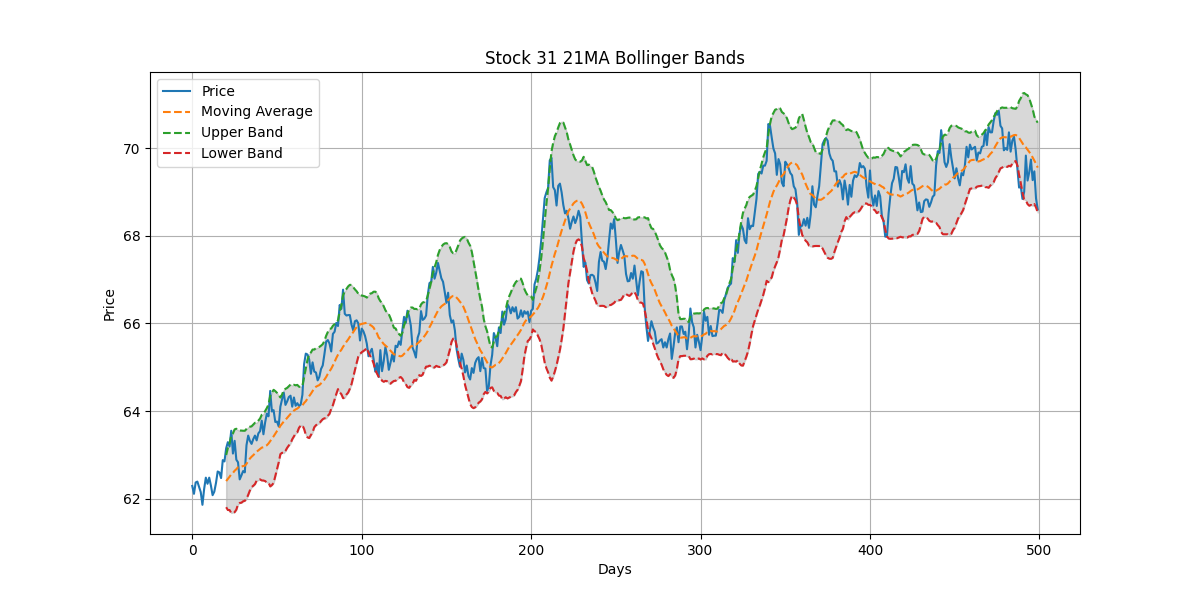 Stock 31 21MA Bollinger Bands
Price
Moving Average
Upper Band
Lower Band
Price
70
68
66
64
62
0 100 200 300 400 500
Days